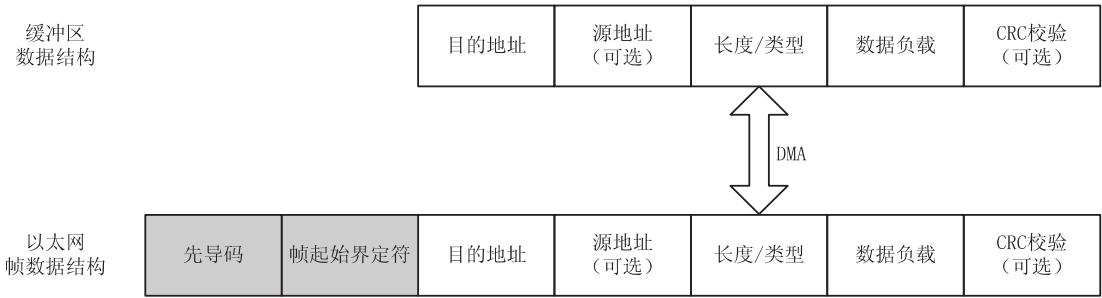 缓冲区
数据结构
目的地址
源地址
（可选）
长度/类型
数据负载
CRC校验
（可选）
DMA
以太网
帧数据结构
先导码
帧起始界定符
目的地址
源地址
（可选）
长度/类型
数据负载
CRC校验
（可选）